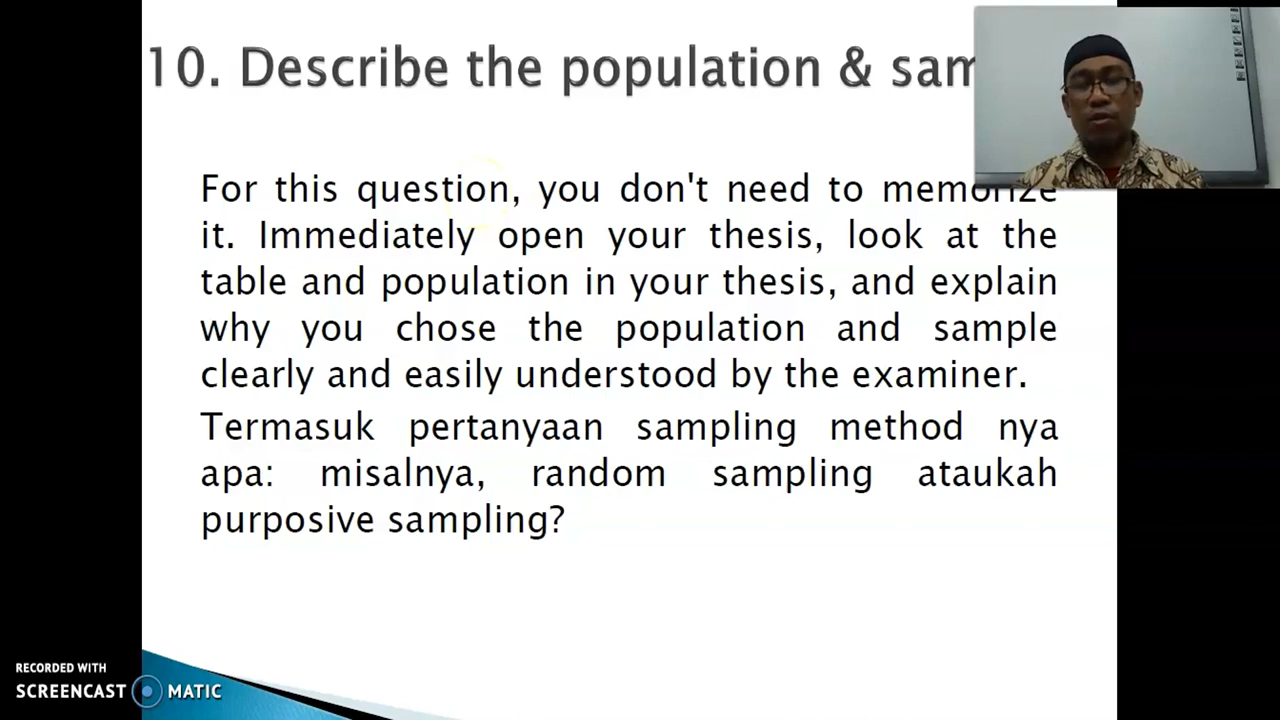 10. Describe the population &
For this question, you don't need to memorize
it. Immediately open your thesis, look at the
table and population in your thesis, and explain
why you chose the population and sample
clearly and easily understood by the examiner.
Termasuk pertanyaan sampling method nya
apa: misalnya, random sampling ataukah
purposive sampling?
RECORDED WITH
SCREENCAST MATIC